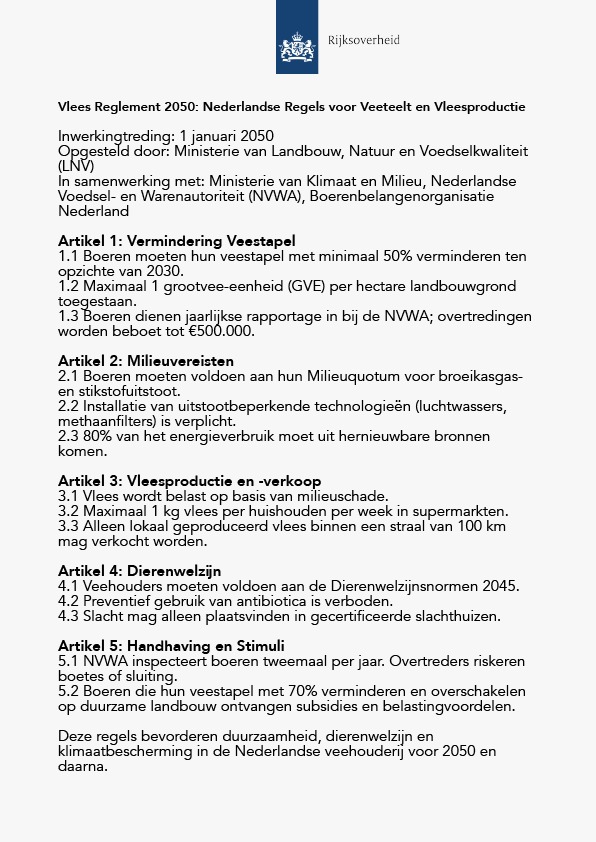 Rijksoverheid
Vlees Reglement 2050: Nederlandse Regels voor Veeteelt en Vleesproductie
Inwerkingtreding: 1 januari 2050
Opgesteld door: Ministerie van Landbouw, Natuur en Voedselkwaliteit
(LNV)
In samenwerking met: Ministerie van Klimaat en Milieu, Nederlandse
Voedsel- en Warenautoriteit (NVWA), Boerenbelangenorganisatie
Nederland
Artikel 1: Vermindering Veestapel
1.1 Boeren moeten hun veestapel met minimaal 50% verminderen ten
opzichte van 2030.
1.2 Maximaal 1 grootvee-eenheid (GVE) per hectare landbouwgrond
toegestaan.
1.3 Boeren dienen jaarlijkse rapportage in bij de NVWA; overtredingen
worden beboet tot €500.000.
Artikel 2: Milieuvereisten
2.1 Boeren moeten voldoen aan hun Milieuquotum voor broeikasgas-
en stikstofuitstoot.
2.2 Installatie van uitstootbeperkende technologieën (luchtwassers,
methaanfilters) is verplicht.
2.3 80% van het energieverbruik moet uit hernieuwbare bronnen
komen.
Artikel 3: Vleesproductie en -verkoop
3.1 Vlees wordt belast op basis van milieuschade.
3.2 Maximaal 1 kg vlees per huishouden per week in supermarkten.
3.3 Alleen lokaal geproduceerd vlees binnen een straal van 100 km
mag verkocht worden.
Artikel 4: Dierenwelzijn
4.1 Veehouders moeten voldoen aan de Dierenwelzijnsnormen 2045.
4.2 Preventief gebruik van antibiotica is verboden.
4.3 Slacht mag alleen plaatsvinden in gecertificeerde slachthuizen.
Artikel 5: Handhaving en Stimuli
5.1 NVWA inspecteert boeren tweemaal per jaar. Overtreders riskeren
boetes of sluiting.
5.2 Boeren die hun veestapel met 70% verminderen en overschakelen
op duurzame landbouw ontvangen subsidies en belastingvoordelen.
Deze regels bevorderen duurzaamheid, dierenwelzijn en
klimaatbescherming in de Nederlandse veehouderij voor 2050 en
daarna.